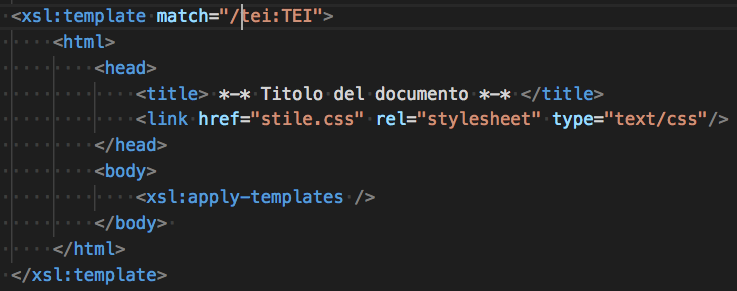 <xsl:template match="/tei:TEI">
<html>
<head>
<title> *-* Titolo del documento *-* </title>
<link href="stile.css" rel="stylesheet" type="text/css"/>
</head>
<body>
<xsl:apply-templates />
</body>
</html>
</xsl:template>